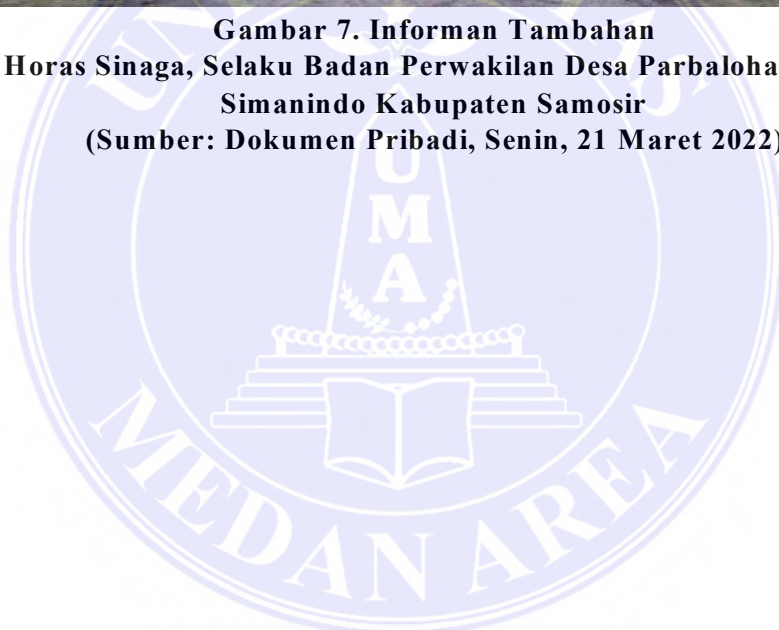 Gambar 7. Informan Tambahan
Horas Sinaga, Selaku Badan Perwakilan Desa
Simanindo Kabupaten Samosir
(Sumber: Dokumen Pribadi, Senin, 21 Maret 2022)
UMA
MEDAN AREA